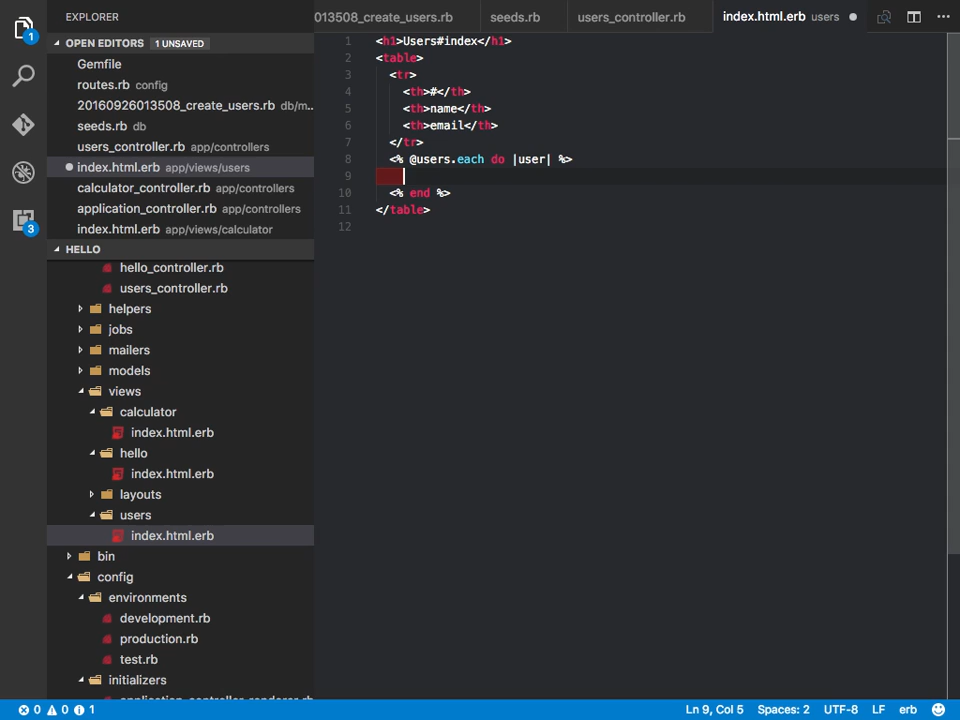 EXPLORER
013508_create_users.rb
seeds.rb
users_controller.rb
index.html.erb users
1
OPEN EDITORS 1 UNSAVED
Gemfile
routes.rb config
20160926013508_create_users.rb db/m...
seeds.rb db
users_controller.rb app/controllers
index.html.erb app/views/users
calculator_controller.rb app/controllers
application_controller.rb app/controllers
index.html.erb app/views/calculator
3
HELLO
hello_controller.rb
users_controller.rb
helpers
jobs
mailers
models
views
calculator
index.html.erb
hello
index.html.erb
layouts
users
index.html.erb
bin
config
environments
development.rb
production.rb
test.rb
initializers
application_controller_renderer.rb
1 <h1>Users#index</h1>
2 <table>
3 <tr>
4 <th>#</th>
5 <th>name</th>
6 <th>email</th>
7 </tr>
8 <% @users.each do |user| %>
9
10 <% end %>
11 </table>
12
0 0 1
Ln 9, Col 5 Spaces: 2 UTF-8 LF erb